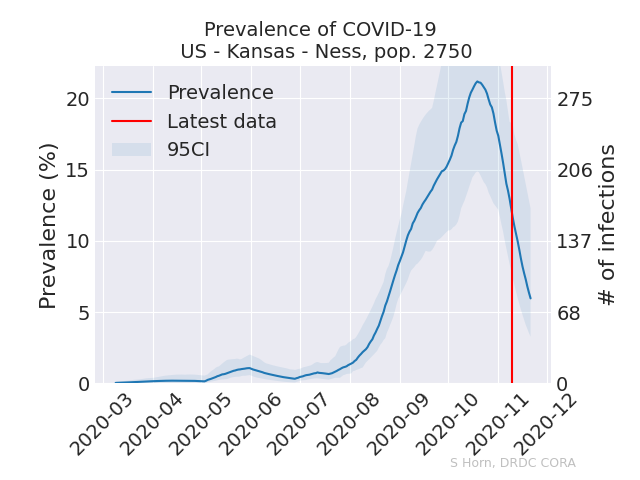 Prevalence of COVID-19
US - Kansas - Ness, pop. 2750
Prevalence
Latest data
95CI
Prevalence (%)
20
15
10
5
0
# of infections
275
206
137
68
0
2020-03
2020-04
2020-05
2020-06
2020-07
2020-08
2020-09
2020-10
2020-11
2020-12
S Horn, DRDC CORA